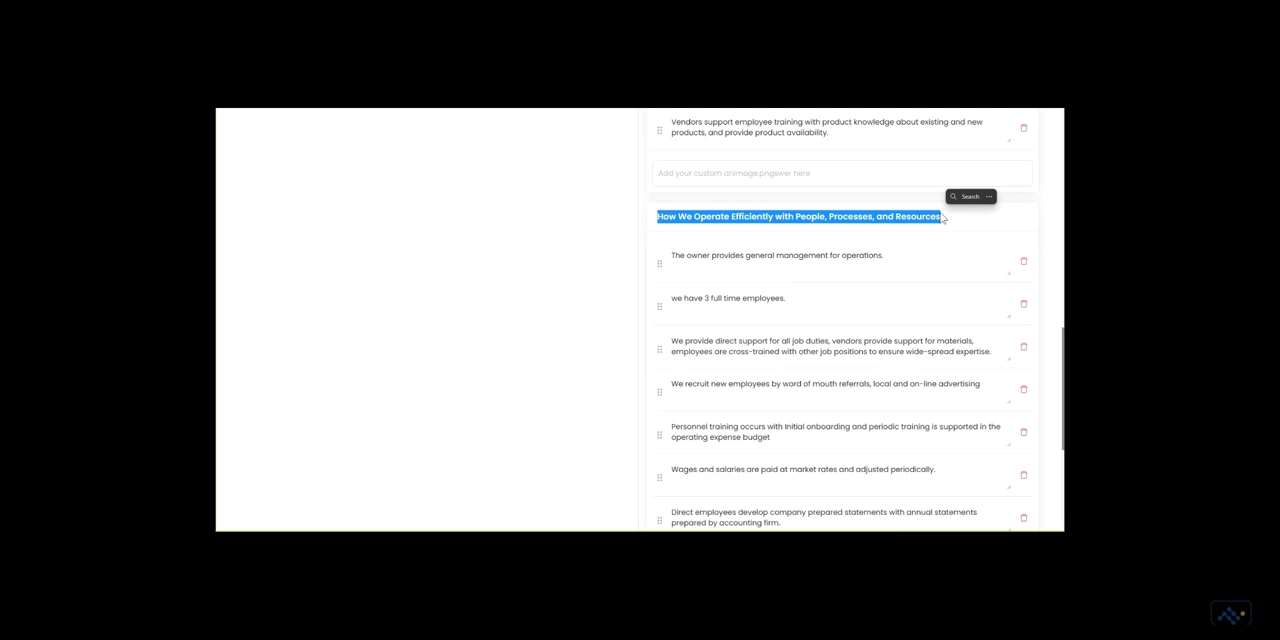 Vendors support employee training with product knowledge about existing and new
products, and provide product availability.
Add your custom animage.pngswer here
Search
How We Operate Efficiently with People, Processes, and Resources
The owner provides general management for operations.
we have 3 full time employees.
We provide direct support for all job duties, vendors provide support for materials,
employees are cross-trained with other job positions to ensure wide-spread expertise.
We recruit new employees by word of mouth referrals, local and on-line advertising
Personnel training occurs with Initial onboarding and periodic training is supported in the
operating expense budget
Wages and salaries are paid at market rates and adjusted periodically.
Direct employees develop company prepared statements with annual statements
prepared by accounting firm.